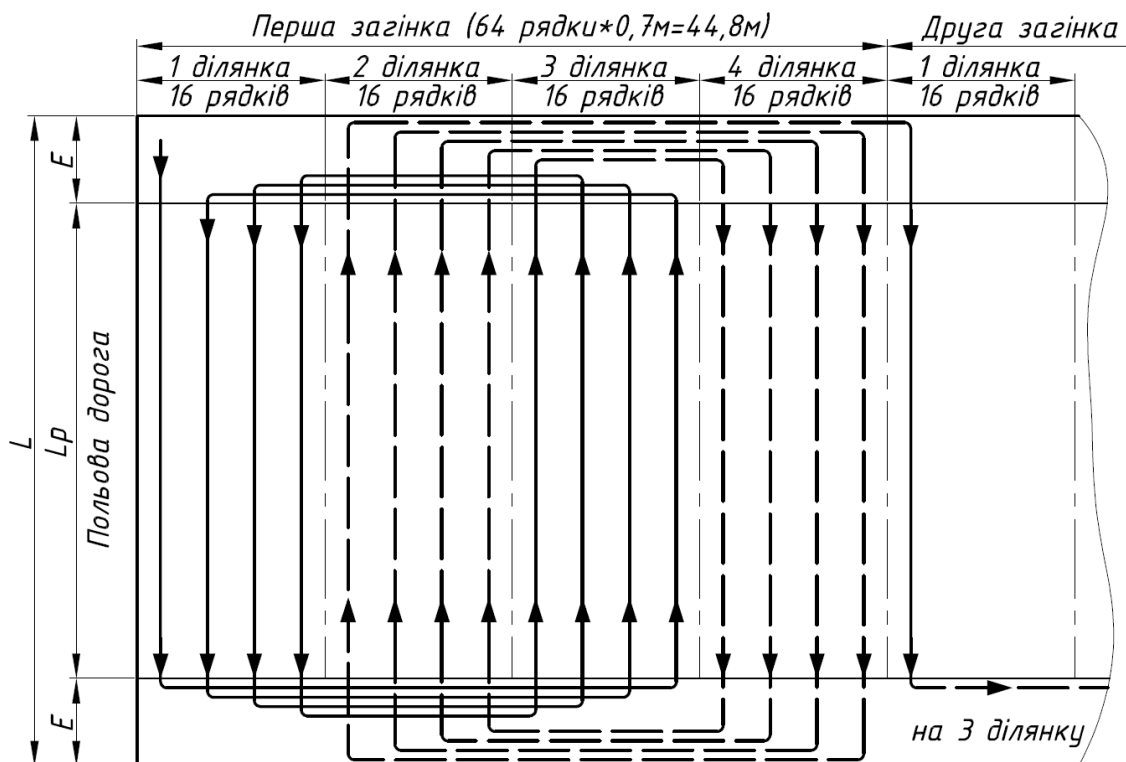 Перша загінка (64 рядки*0,7м=44,8м)
Друга загінка
1 ділянка
16 рядків
2 ділянка
16 рядків
3 ділянка
16 рядків
4 ділянка
16 рядків
1 ділянка
16 рядків
E
L
Lр
Польова дорога
E
на 3 ділянку